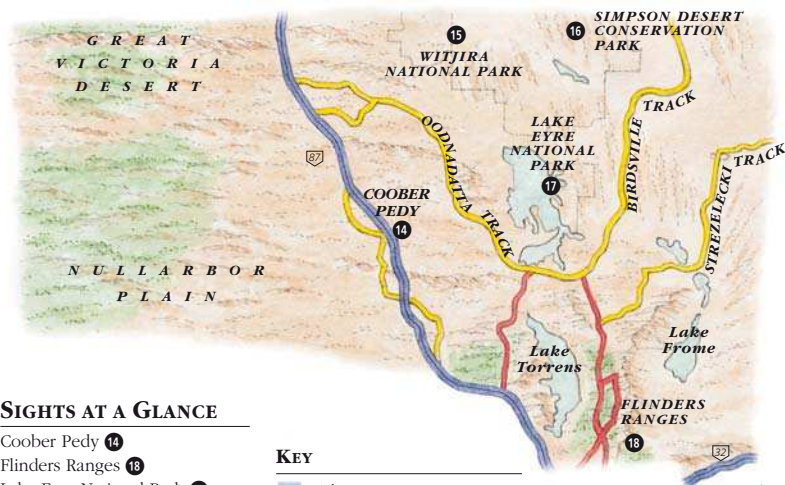 GREAT
VICTORIA
DESERT
15
WITJIRA
NATIONAL PARK
16
SIMPSON DESERT
CONSERVATION
PARK
OODNADATTA TRACK
LAKE
EYRE
NATIONAL
PARK
17
BIRDSVILLE TRACK
STREZELECKI TRACK
87
COOBER
PEDY
14
NULLARBOR
PLAIN
Lake
Torrens
Lake
Frome
FLINDERS
RANGES
18
32
SIGHTS AT A GLANCE
Coober Pedy 14
Flinders Ranges 18
KEY